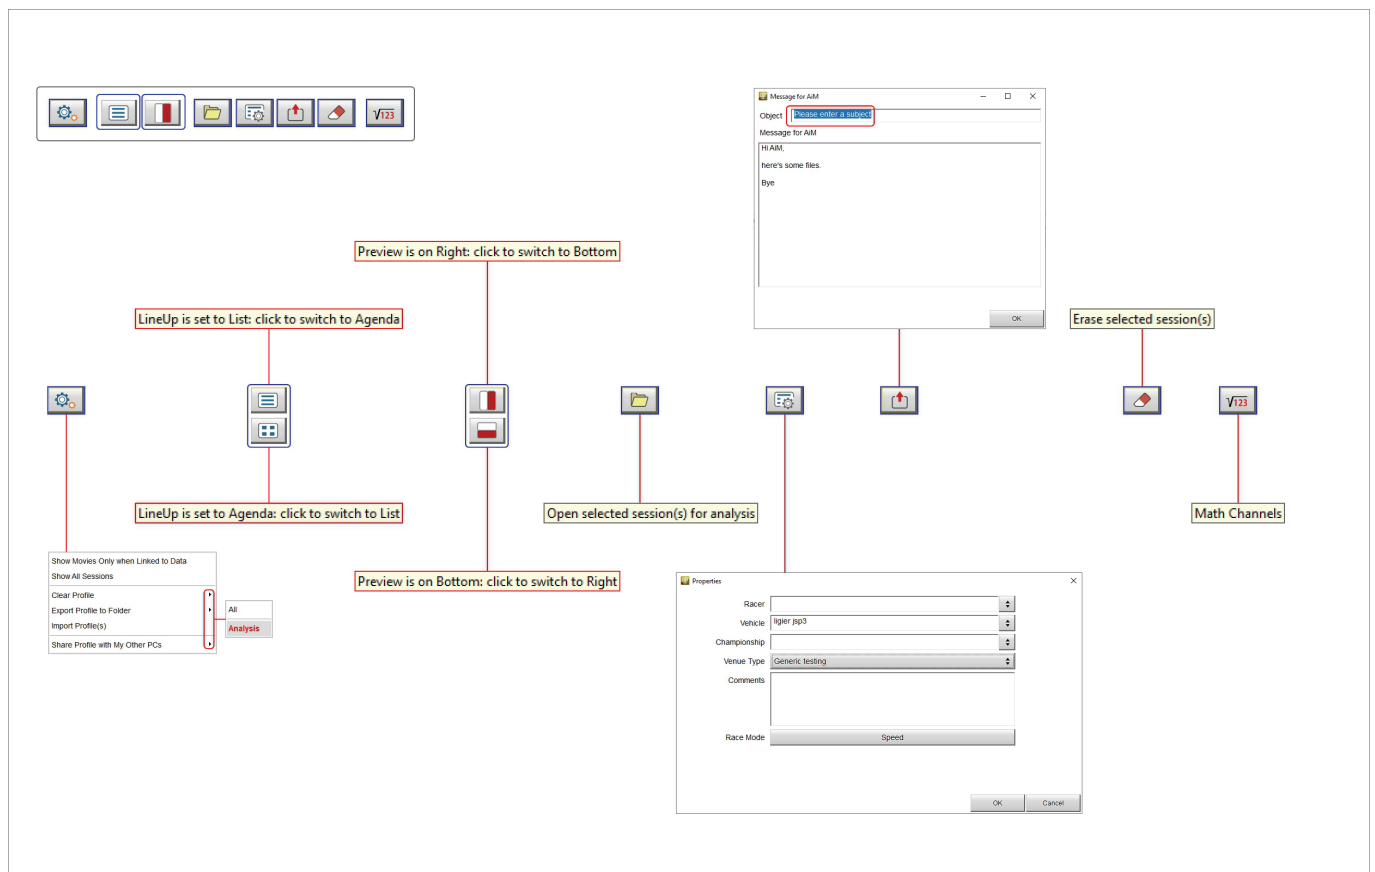 √123
Message for AiM
Object
Please enter a subject
Message for AiM
Hi AiM,
here's some files.
Bye
OK
Preview is on Right: click to switch to Bottom
LineUp is set to List: click to switch to Agenda
Erase selected session(s)
√123
LineUp is set to Agenda: click to switch to List
Open selected session(s) for analysis
Math Channels
Preview is on Bottom: click to switch to Right
Show Movies Only when Linked to Data
Show All Sessions
Clear Profile
Export Profile to Folder
Import Profile(s)
Share Profile with My Other PCs
All
Analysis
Properties
Racer
Vehicle ligier jsp3
Championship
Venue Type Generic testing
Comments
Race Mode Speed
OK Cancel